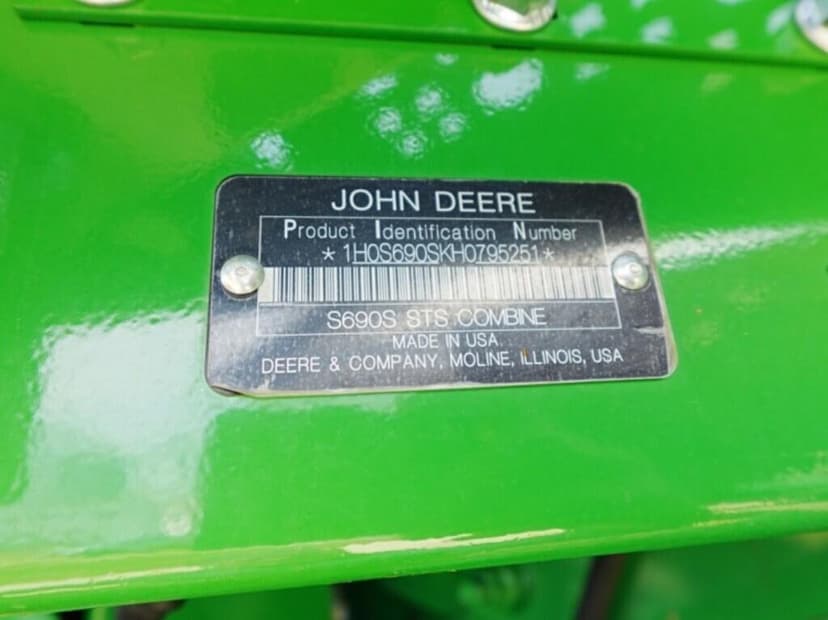 JOHN DEERE
Product Identification Number
*1H0S690SKH0795251*
S690S STS COMBINE
MADE IN USA
DEERE & COMPANY, MOLINE, ILLINOIS, USA